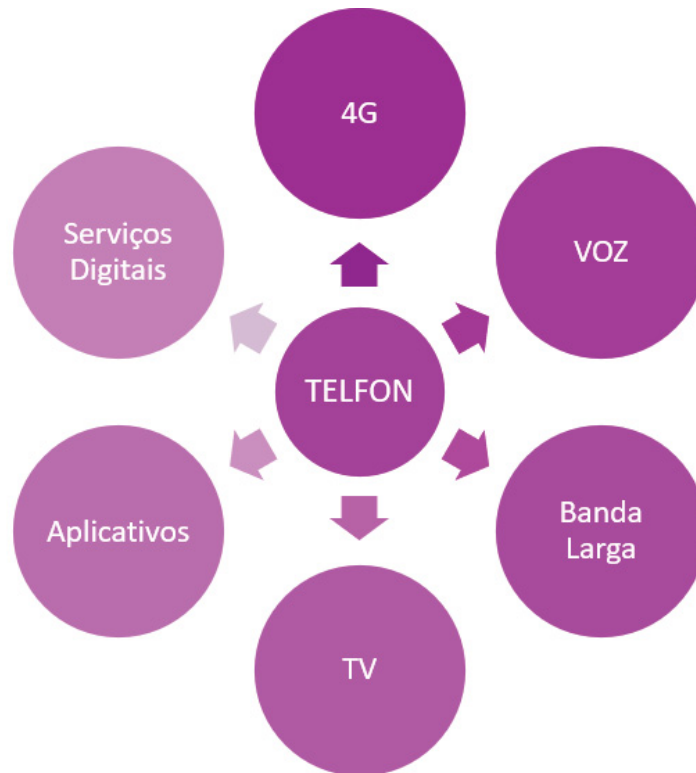 4G
Serviços
Digitais
VOZ
TELFON
Aplicativos
Banda
Larga
TV